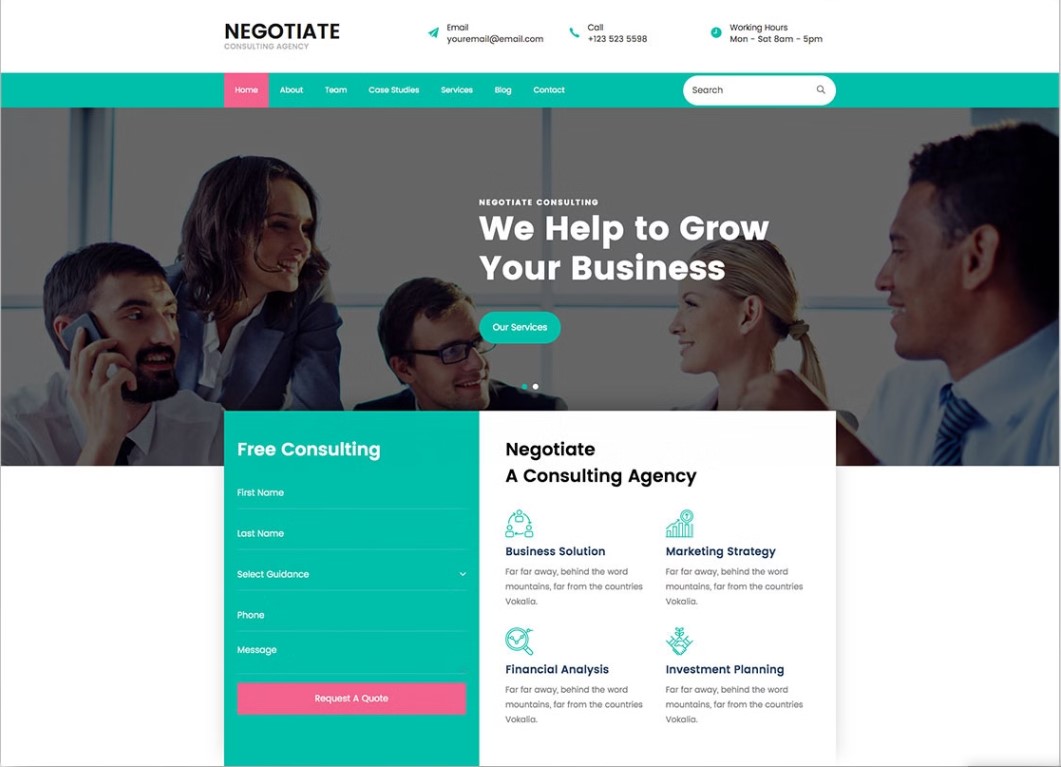 NEGOTIATE
CONSULTING AGENCY
Email
youremail@email.com
Call
+123 523 5598
Working Hours
Mon - Sat 8am - 5pm
Home
About
Team
Case Studies
Services
Blog
Contact
Search
NEGOTIATE CONSULTING
We Help to Grow
Your Business
Our Services
Free Consulting
First Name
Last Name
Select Guidance
Phone
Message
Request A Quote
Negotiate
A Consulting Agency
Business Solution
Far far away, behind the word
mountains, far from the countries
Vokalia.
Marketing Strategy
Far far away, behind the word
mountains, far from the countries
Vokalia.
Financial Analysis
Far far away, behind the word
mountains, far from the countries
Vokalia.
Investment Planning
Far far away, behind the word
mountains, far from the countries
Vokalia.